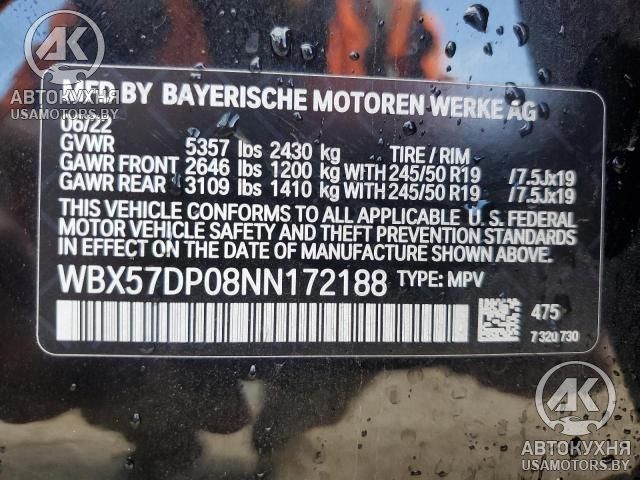 AK
АВТОКУХНЯ
USAMOTORS.BY
MFD BY BAYERISCHE MOTOREN WERKE AG
06/22
GVWR 5357 lbs 2430 kg TIRE / RIM
GAWR FRONT 2646 lbs 1200 kg WITH 245/50 R19 /7.5Jx19
GAWR REAR 3109 lbs 1410 kg WITH 245/50 R19 /7.5Jx19
THIS VEHICLE CONFORMS TO ALL APPLICABLE U. S. FEDERAL
MOTOR VEHICLE SAFETY AND THEFT PREVENTION STANDARDS
IN EFFECT ON THE DATE OF MANUFACTURE SHOWN ABOVE.
WBX57DP08NN172188 TYPE: MPV
475
7 320 730
AK
АВТОКУХНЯ
USAMOTORS.BY